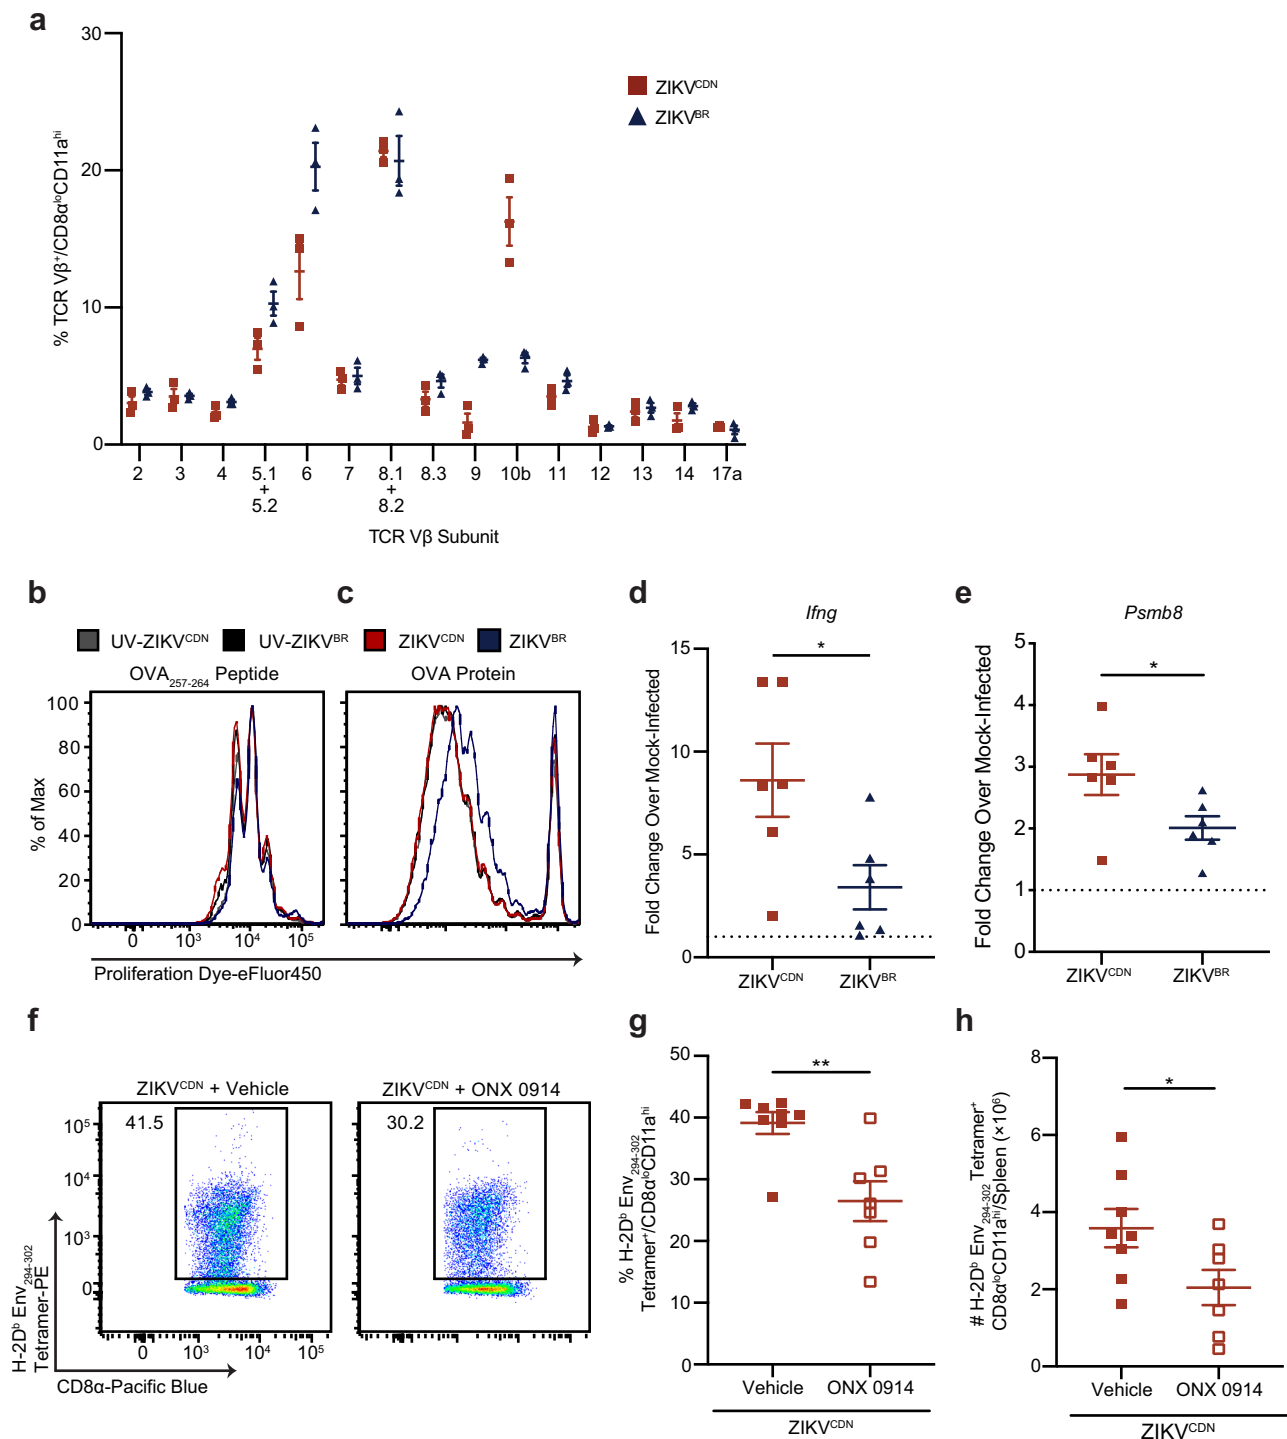 a
30
20
10
0
% TCR Vβ⁺/CD8αˡᵒCD11aʰⁱ
ZIKVᶜᴰᴺ
ZIKVᴮᴿ
2 3 4 5.1 + 5.2 6 7 8.1 + 8.2 8.3 9 10b 11 12 13 14 17a
TCR Vβ Subunit
b
c
UV-ZIKVᶜᴰᴺ UV-ZIKVᴮᴿ ZIKVᶜᴰᴺ ZIKVᴮᴿ
OVA₂₅₇₋₂₆₄ Peptide
OVA Protein
% of Max
100
80
60
40
20
0
0 10³ 10⁴ 10⁵
Proliferation Dye-eFluor450
d
Ifng
*
Fold Change Over Mock-Infected
15
10
5
0
ZIKVᶜᴰᴺ ZIKVᴮᴿ
e
Psmb8
*
Fold Change Over Mock-Infected
5
4
3
2
1
0
ZIKVᶜᴰᴺ ZIKVᴮᴿ
f
ZIKVᶜᴰᴺ + Vehicle
ZIKVᶜᴰᴺ + ONX 0914
41.5
30.2
10⁵
10⁴
10³
0
H-2Dᵇ Env₂₉₄₋₃₀₂
Tetramer-PE
0 10³ 10⁴ 10⁵
CD8α-Pacific Blue
g
**
% H-2Dᵇ Env₂₉₄₋₃₀₂
Tetramer⁺/CD8αˡᵒCD11aʰⁱ
50
40
30
20
10
0
Vehicle ONX 0914
ZIKVᶜᴰᴺ
h
*
# H-2Dᵇ Env₂₉₄₋₃₀₂ Tetramer⁺
CD8αˡᵒCD11aʰⁱ/Spleen (×10⁶)
8
6
4
2
0
Vehicle ONX 0914
ZIKVᶜᴰᴺ